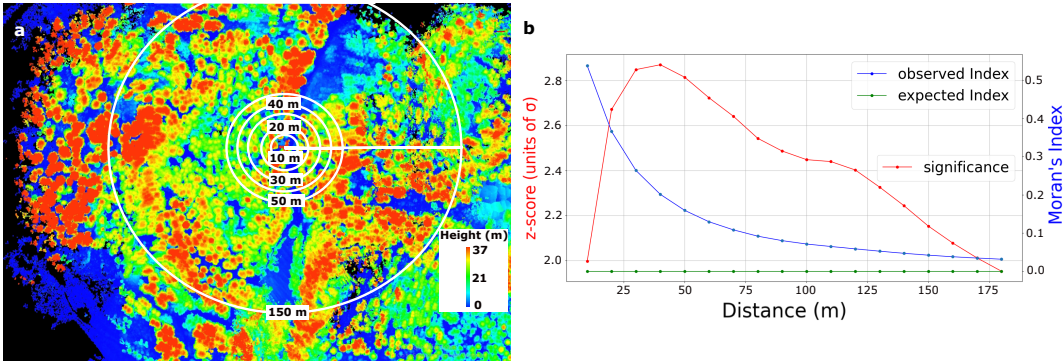 a
40 m
20 m
10 m
30 m
50 m
150 m
Height (m)
37
21
0
b
z-score (units of σ)
2.8
2.6
2.4
2.2
2.0
observed Index
expected Index
significance
0.5
0.4
0.3
0.2
0.1
0.0
Moran's Index
25 50 75 100 125 150 175
Distance (m)